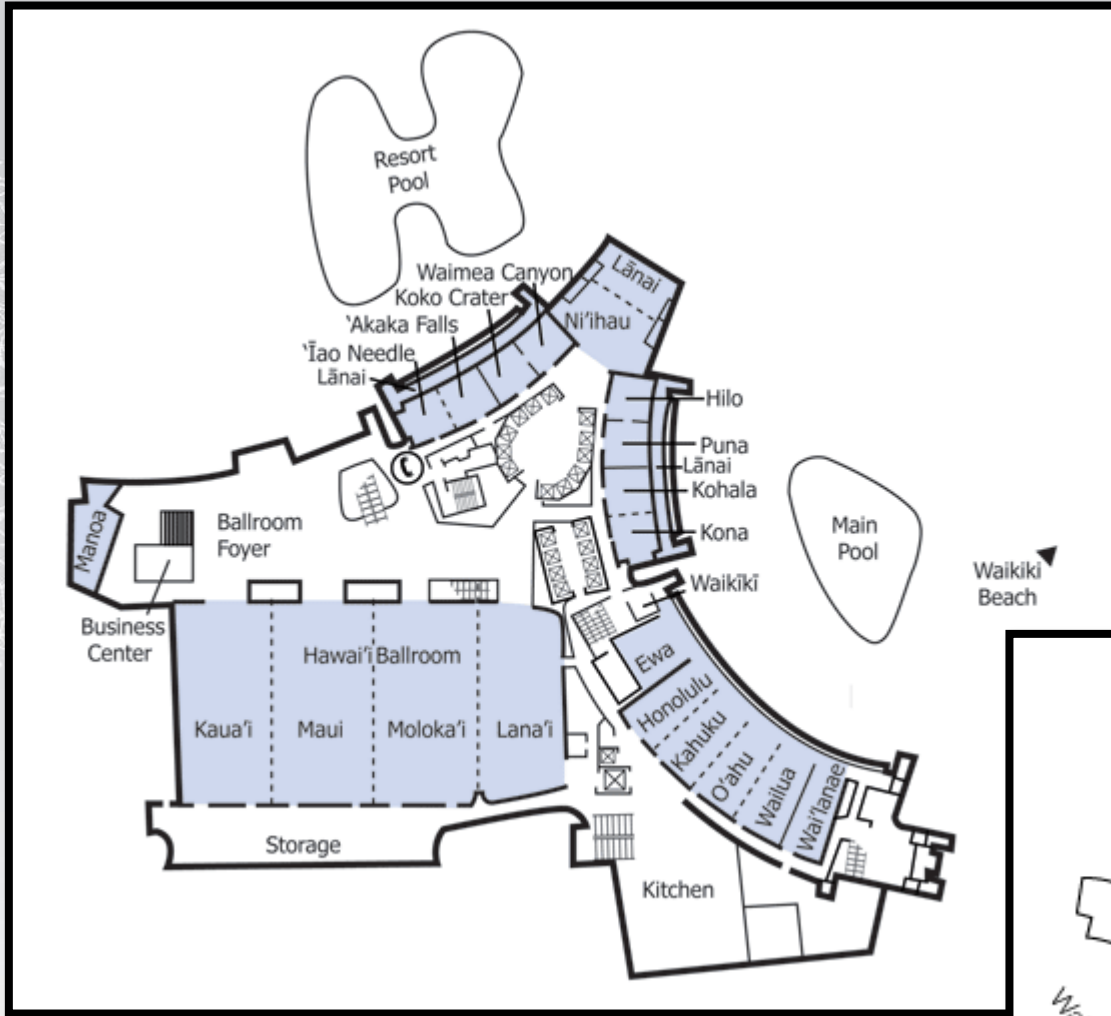 Resort
Pool
Waimea Canyon
Koko Crater
‘Akaka Falls
‘Īao Needle
Lānai
Lānai
Ni'ihau
Hilo
Puna
Lānai
Kohala
Kona
Waikīkī
Main
Pool
Waikiki
Beach
Manoa
Ballroom
Foyer
Business
Center
Hawai'i Ballroom
Kaua'i
Maui
Moloka'i
Lana'i
Ewa
Honolulu
Kahuku
O'ahu
Wailua
Wai'lanae
Storage
Kitchen